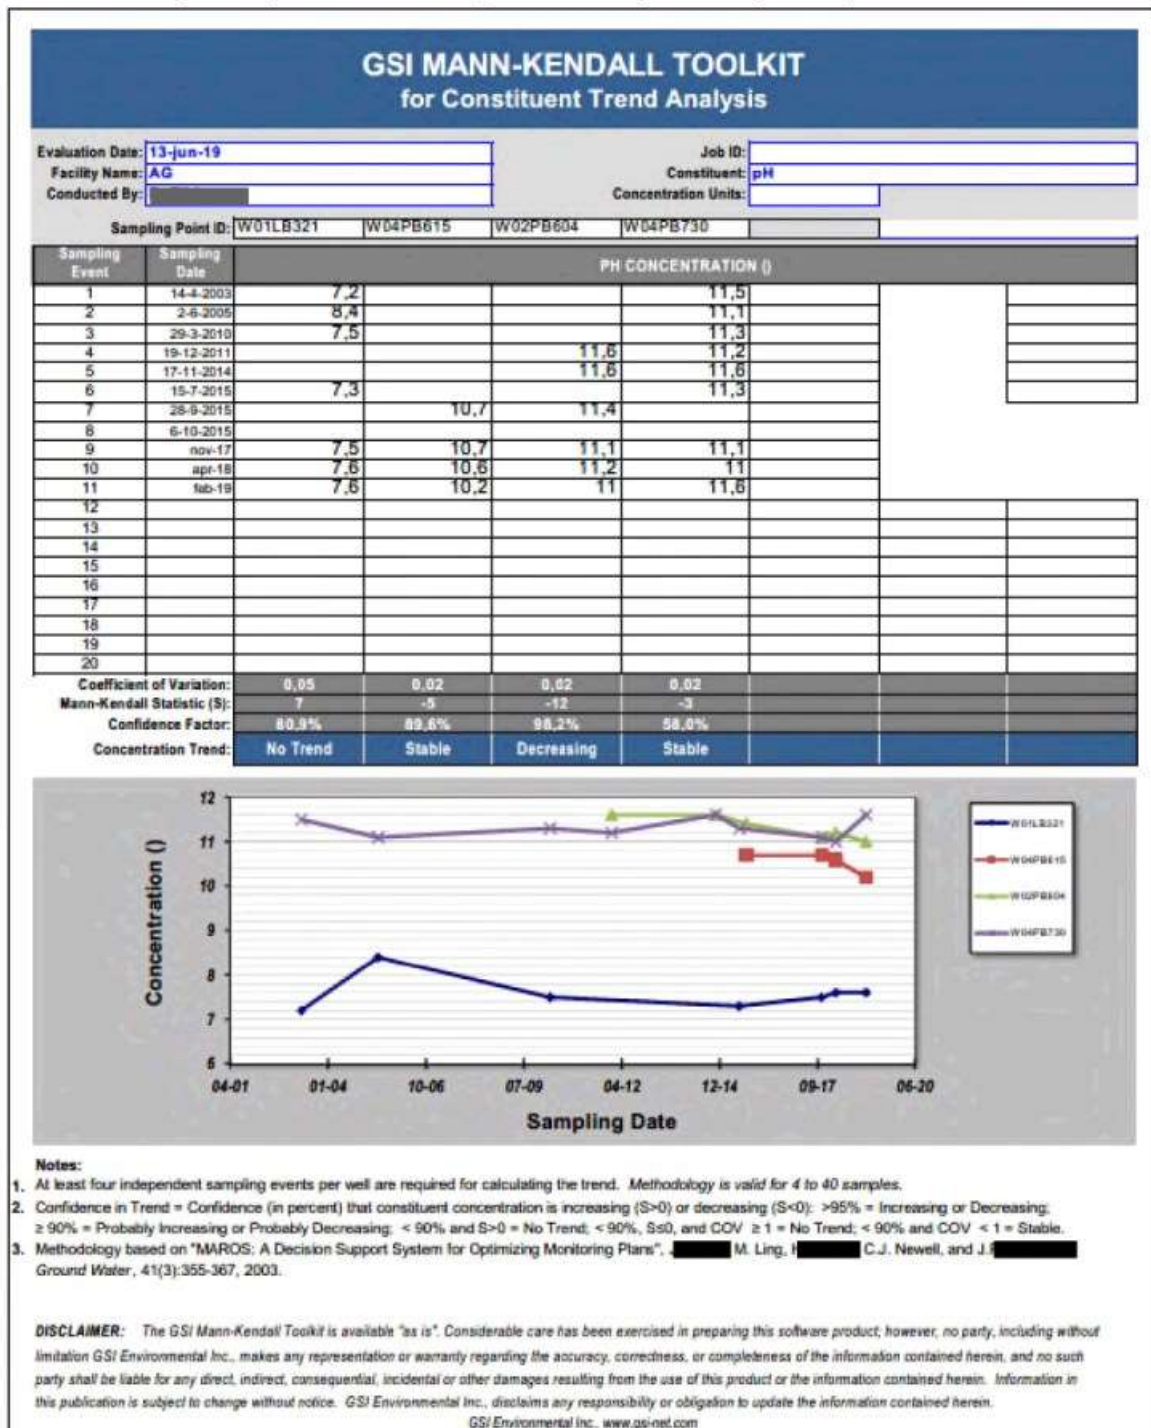 GSI MANN-KENDALL TOOLKIT
for Constituent Trend Analysis
Evaluation Date: 13-jun-19 Job ID:
Facility Name: AG Constituent: pH
Conducted By: Concentration Units:
Sampling Point ID: W01LB321 W04PB615 W02PB604 W04PB730
Sampling Event Sampling Date PH CONCENTRATION ()
1 14-4-2003 7,2 11,5
2 2-6-2005 8,4 11,1
3 29-3-2010 7,5 11,3
4 19-12-2011 11,6 11,2
5 17-11-2014 11,6 11,6
6 15-7-2015 7,3 11,3
7 28-9-2015 10,7 11,4
8 6-10-2015
9 nov-17 7,5 10,7 11,1 11,1
10 apr-18 7,6 10,6 11,2 11
11 feb-19 7,6 10,2 11 11,6
12
13
14
15
16
17
18
19
20
Coefficient of Variation: 0,05 0,02 0,02 0,02
Mann-Kendall Statistic (S): 7 -5 -12 -3
Confidence Factor: 80,9% 89,6% 98,2% 58,0%
Concentration Trend: No Trend Stable Decreasing Stable
Concentration ()
12
11
10
9
8
7
6
04-01 01-04 10-06 07-09 04-12 12-14 09-17 06-20
Sampling Date
W01LB321
W04PB615
W02PB604
W04PB730
Notes:
1. At least four independent sampling events per well are required for calculating the trend. Methodology is valid for 4 to 40 samples.
2. Confidence in Trend = Confidence (in percent) that constituent concentration is increasing (S>0) or decreasing (S<0): >95% = Increasing or Decreasing;
≥ 90% = Probably Increasing or Probably Decreasing; < 90% and S>0 = No Trend; < 90%, S≤0, and COV ≥ 1 = No Trend; < 90% and COV < 1 = Stable.
3. Methodology based on "MAROS: A Decision Support System for Optimizing Monitoring Plans", M. Ling, C.J. Newell, and J.
Ground Water, 41(3):355-367, 2003.
DISCLAIMER: The GSI Mann-Kendall Toolkit is available "as is". Considerable care has been exercised in preparing this software product; however, no party, including without
limitation GSI Environmental Inc., makes any representation or warranty regarding the accuracy, correctness, or completeness of the information contained herein, and no such
party shall be liable for any direct, indirect, consequential, incidental or other damages resulting from the use of this product or the information contained herein. Information in
this publication is subject to change without notice. GSI Environmental Inc., disclaims any responsibility or obligation to update the information contained herein.
GSI Environmental Inc., www.gsi-net.com